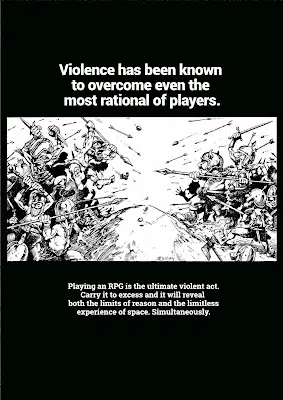 Violence has been known
to overcome even the
most rational of players.
Playing an RPG is the ultimate violent act.
Carry it to excess and it will reveal
both the limits of reason and the limitless
experience of space. Simultaneously.